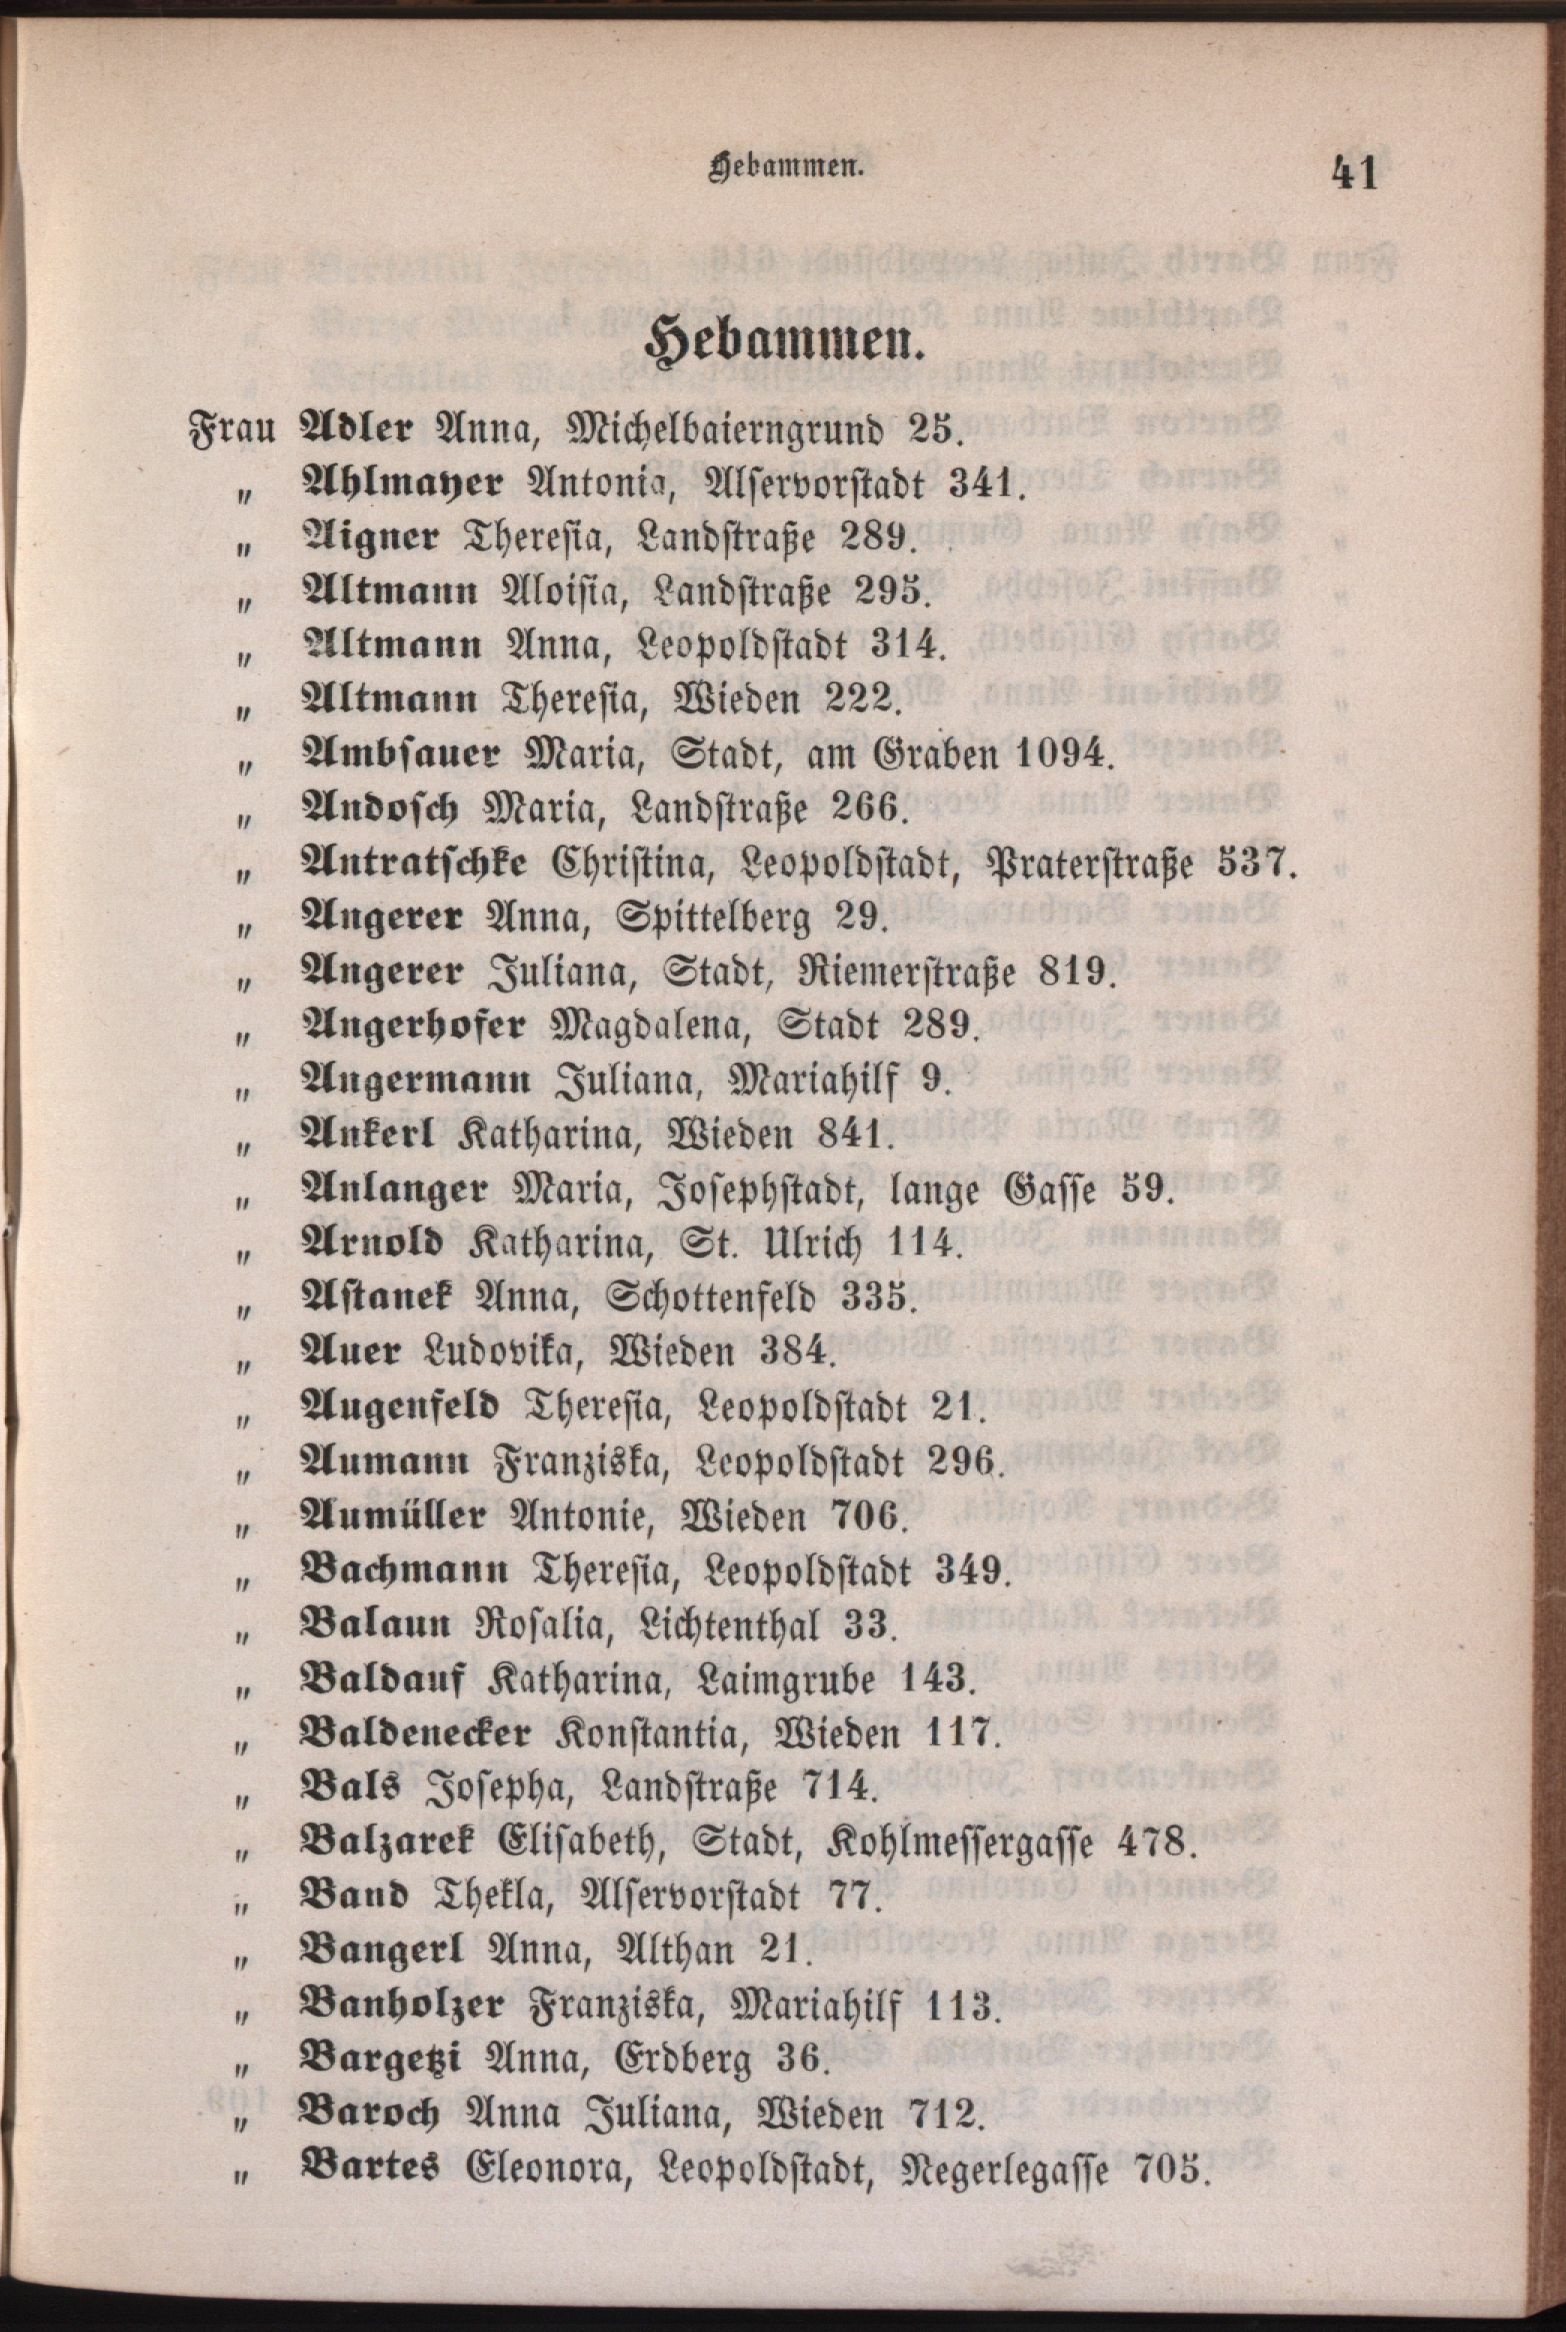 Hebammen. 41
Hebammen.
Frau Adler Anna, Michelbaierngrund 25.
„ Ahlmayer Antonia, Alservorstadt 341.
„ Aigner Theresia, Landstraße 289.
„ Altmann Aloisia, Landstraße 295.
„ Altmann Anna, Leopoldstadt 314.
„ Altmann Theresia, Wieden 222.
„ Ambsauer Maria, Stadt, am Graben 1094.
„ Andosch Maria, Landstraße 266.
„ Antratschke Christina, Leopoldstadt, Praterstraße 537.
„ Angerer Anna, Spittelberg 29.
„ Angerer Juliana, Stadt, Riemerstraße 819.
„ Angerhofer Magdalena, Stadt 289.
„ Angermann Juliana, Mariahilf 9.
„ Ankerl Katharina, Wieden 841.
„ Anlanger Maria, Josephstadt, lange Gasse 59.
„ Arnold Katharina, St. Ulrich 114.
„ Astanek Anna, Schottenfeld 335.
„ Auer Ludovika, Wieden 384.
„ Augenfeld Theresia, Leopoldstadt 21.
„ Aumann Franziska, Leopoldstadt 296.
„ Aumüller Antonie, Wieden 706.
„ Bachmann Theresia, Leopoldstadt 349.
„ Balaun Rosalia, Lichtenthal 33.
„ Baldauf Katharina, Laimgrube 143.
„ Baldenecker Konstantia, Wieden 117.
„ Bals Josepha, Landstraße 714.
„ Balzarek Elisabeth, Stadt, Kohlmessergasse 478.
„ Band Thekla, Alservorstadt 77.
„ Bangerl Anna, Althan 21.
„ Banholzer Franziska, Mariahilf 113.
„ Bargetzi Anna, Erdberg 36.
„ Baroch Anna Juliana, Wieden 712.
„ Bartes Eleonora, Leopoldstadt, Negerlegasse 705.